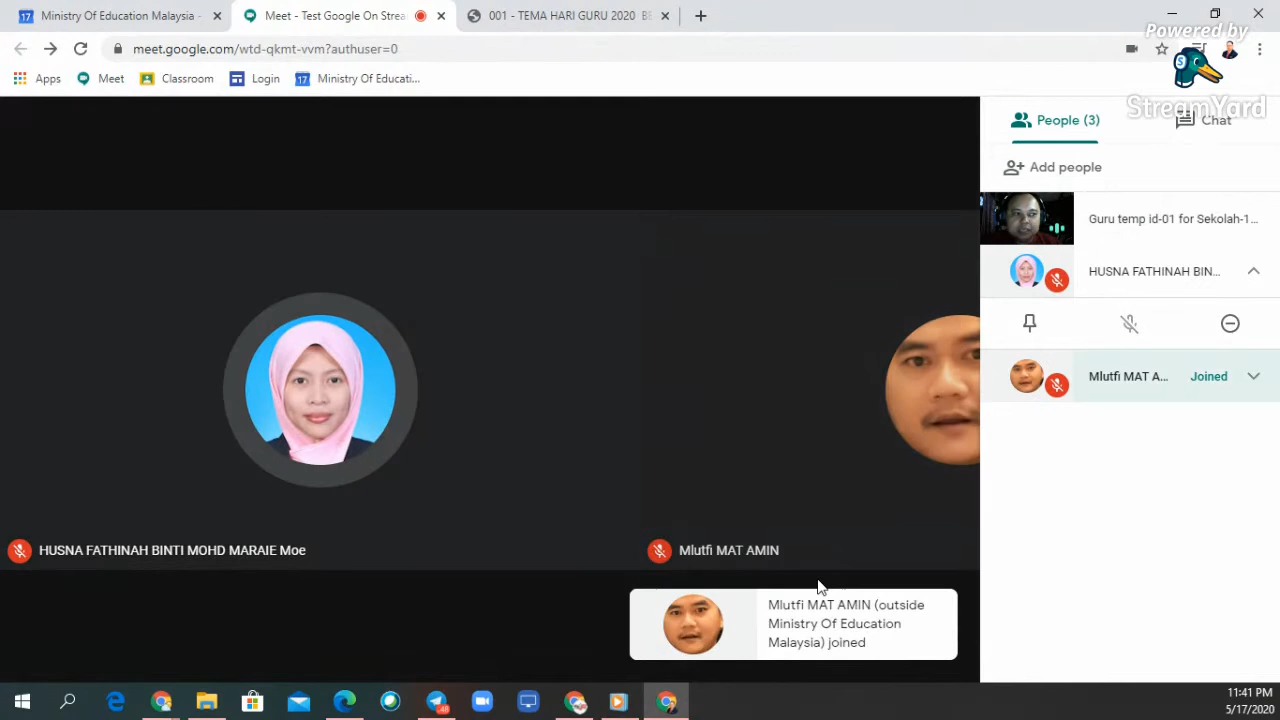 Ministry Of Education Malaysia -
Meet - Test Google On Strea
001 - TEMA HARI GURU 2020 BE
Powered by
S
StreamYard
meet.google.com/wtd-qkmt-vvm?authuser=0
Apps
Meet
Classroom
Login
17
Ministry Of Educati...
People (3)
Chat
Add people
Guru temp id-01 for Sekolah-1...
HUSNA FATHINAH BIN...
Mlutfi MAT A...
Joined
HUSNA FATHINAH BINTI MOHD MARAIE Moe
Mlutfi MAT AMIN
Mlutfi MAT AMIN (outside
Ministry Of Education
Malaysia) joined
11:41 PM
5/17/2020